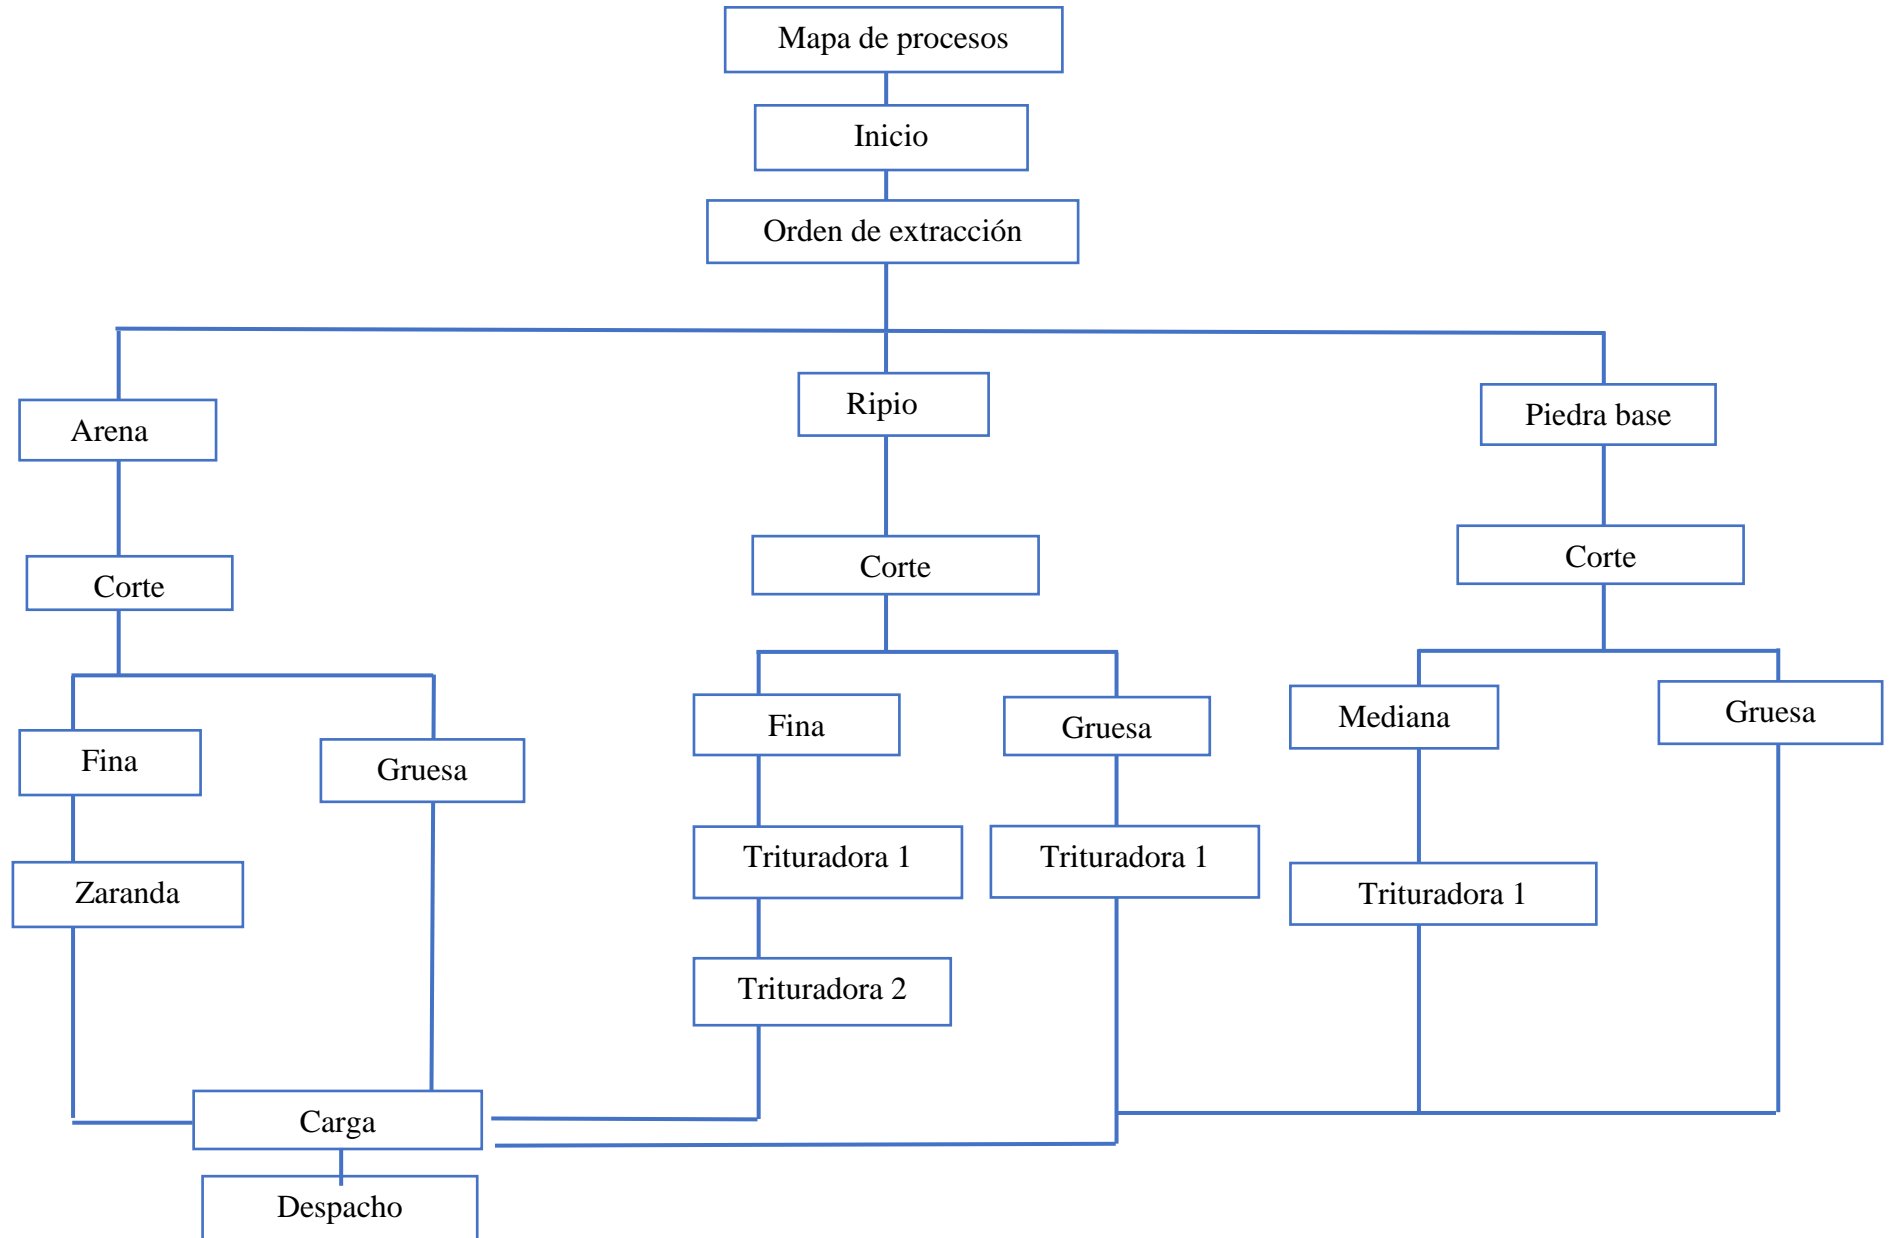 Mapa de procesos
Inicio
Orden de extracción
Arena
Ripio
Piedra base
Corte
Corte
Corte
Fina
Gruesa
Fina
Gruesa
Mediana
Gruesa
Zaranda
Trituradora 1
Trituradora 1
Trituradora 1
Trituradora 2
Carga
Despacho